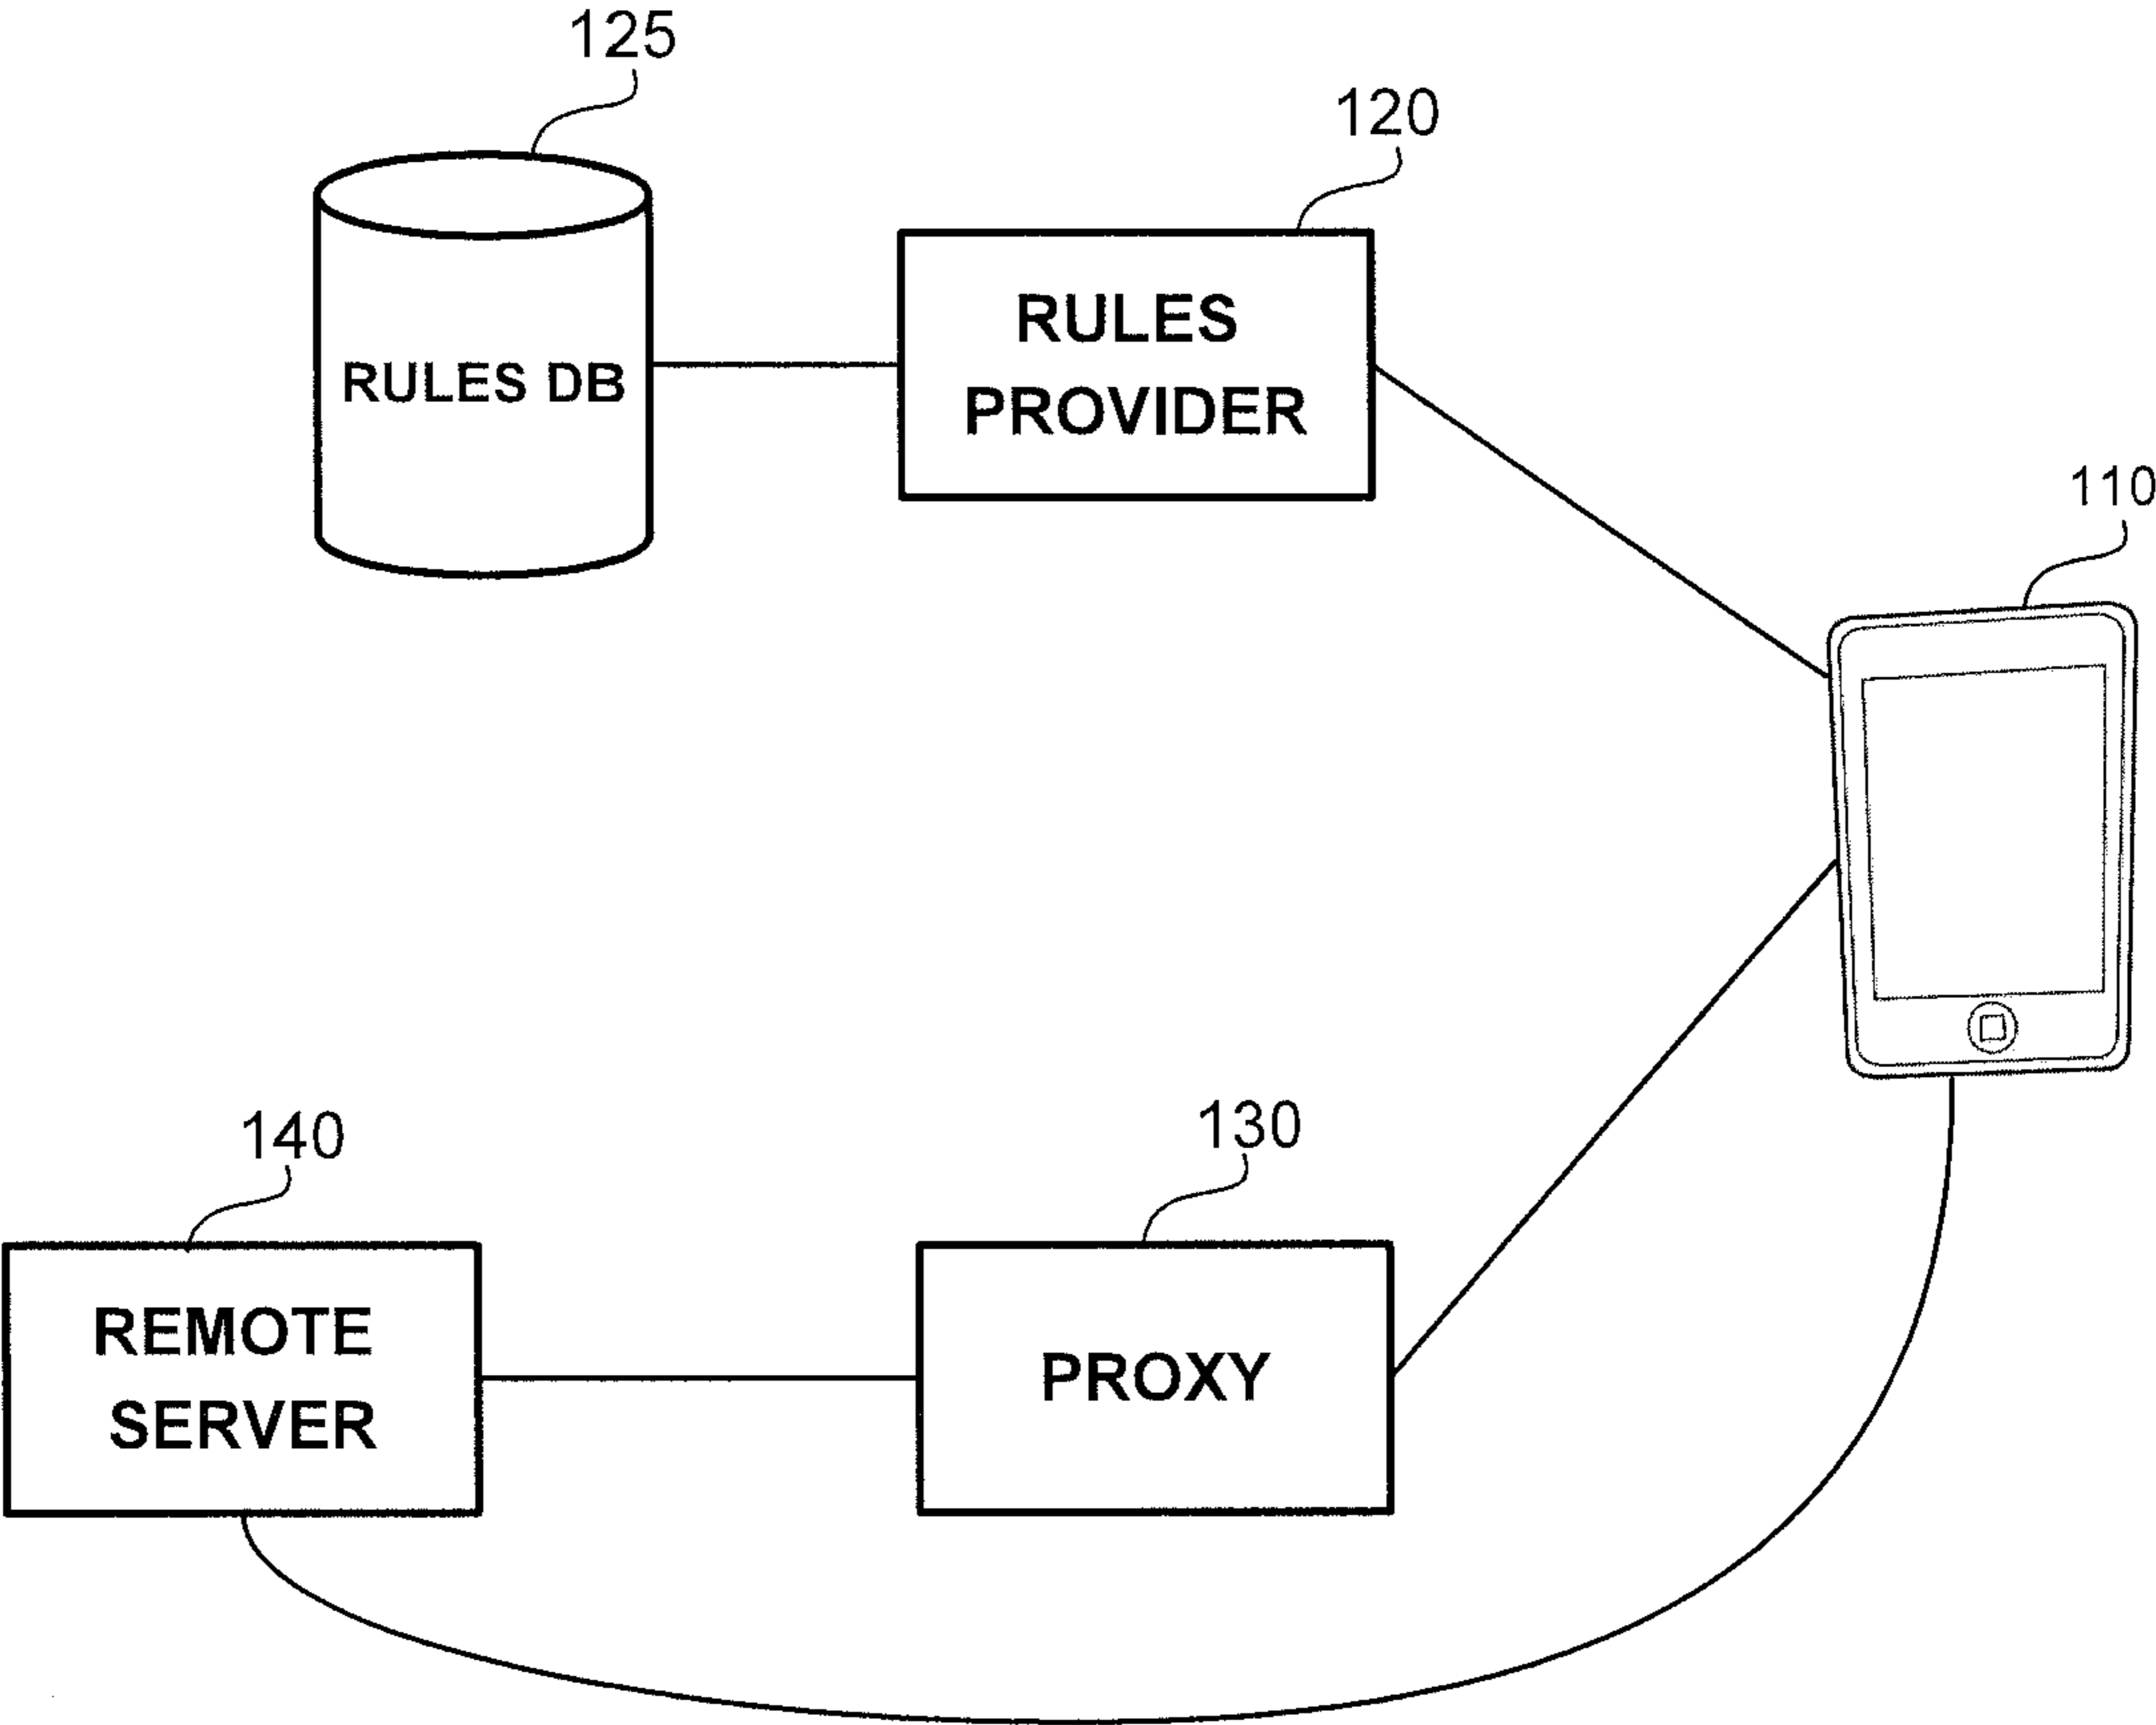 125
120
RULES DB
RULES
PROVIDER
110
140
130
REMOTE
SERVER
PROXY